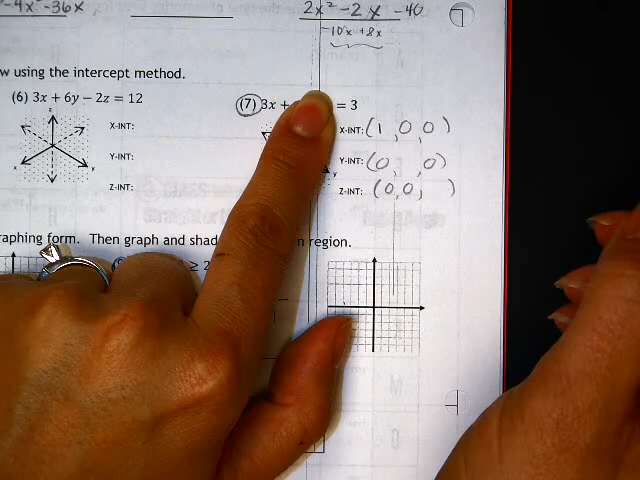 -4x² -36x
2x² -2x -40
-10x +8x
w using the intercept method.
(6) 3x + 6y − 2z = 12
(7) 3x + = 3
z
x
y
X-INT:
Y-INT:
Z-INT:
y
X-INT: (1, 0, 0)
Y-INT: (0, , 0)
Z-INT: (0, 0, )
raphing form. Then graph and shad n region.
≥ 2